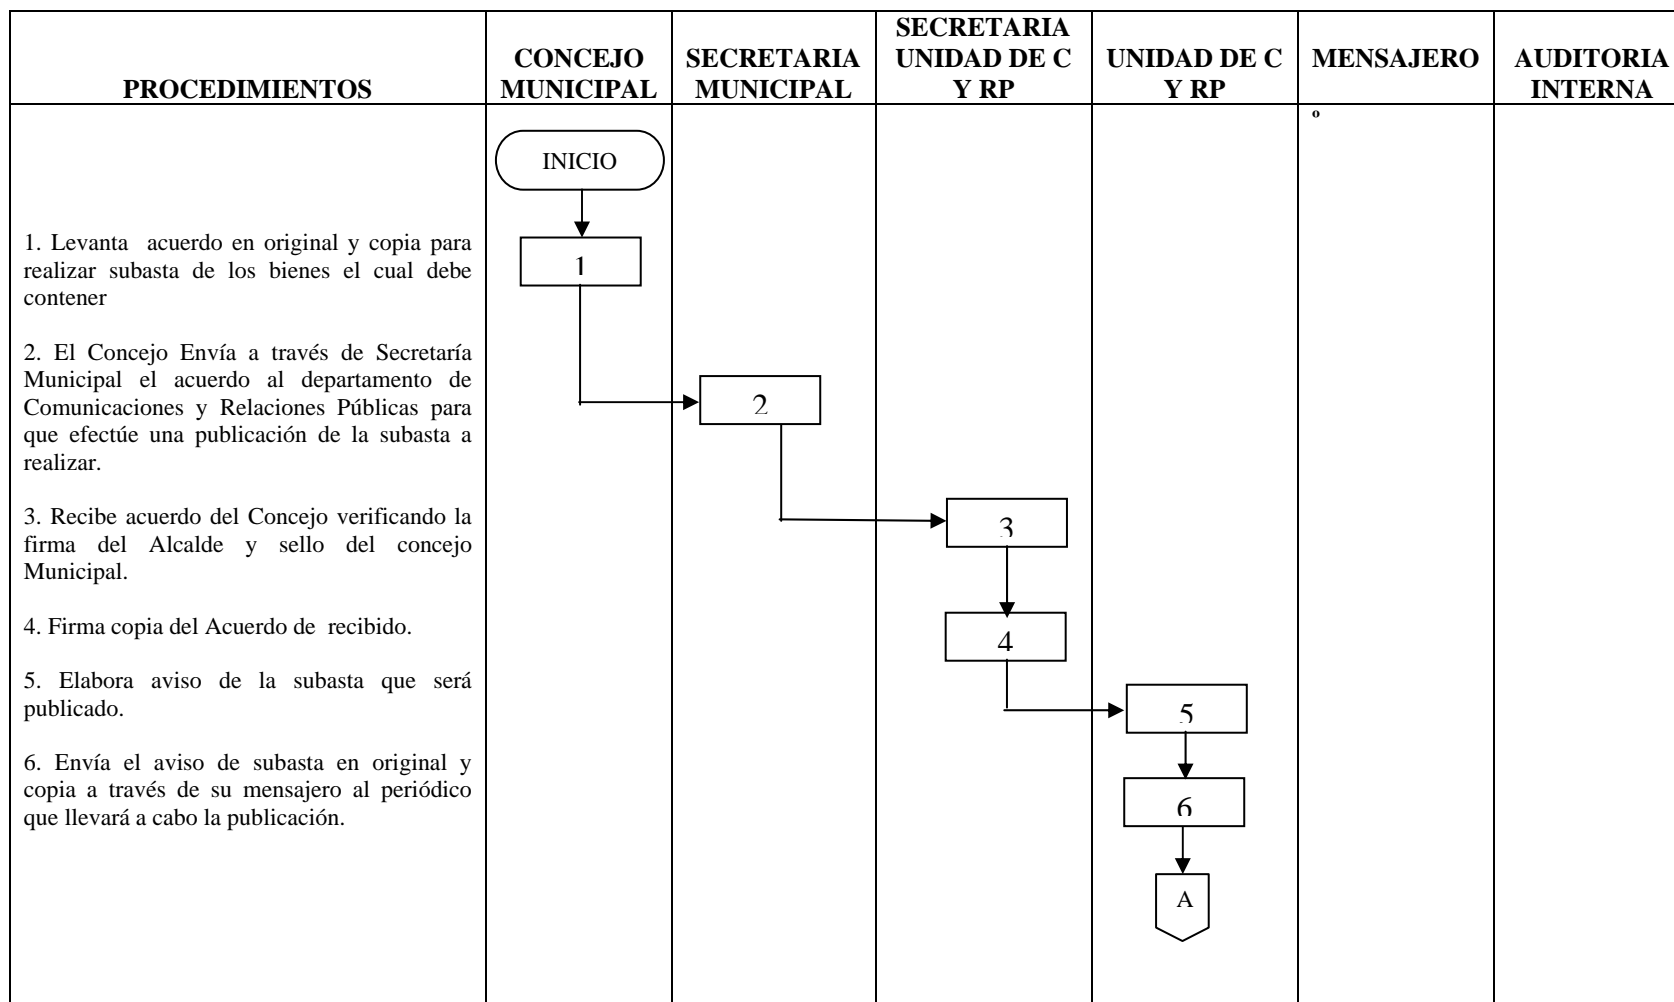 PROCEDIMIENTOS
CONCEJO
MUNICIPAL
SECRETARIA
MUNICIPAL
SECRETARIA
UNIDAD DE C
Y RP
UNIDAD DE C
Y RP
MENSAJERO
AUDITORIA
INTERNA
º
INICIO
1. Levanta acuerdo en original y copia para
realizar subasta de los bienes el cual debe
contener
1
2. El Concejo Envía a través de Secretaría
Municipal el acuerdo al departamento de
Comunicaciones y Relaciones Públicas para
que efectúe una publicación de la subasta a
realizar.
2
3. Recibe acuerdo del Concejo verificando la
firma del Alcalde y sello del concejo
Municipal.
3
4. Firma copia del Acuerdo de recibido.
4
5. Elabora aviso de la subasta que será
publicado.
5
6. Envía el aviso de subasta en original y
copia a través de su mensajero al periódico
que llevará a cabo la publicación.
6
A